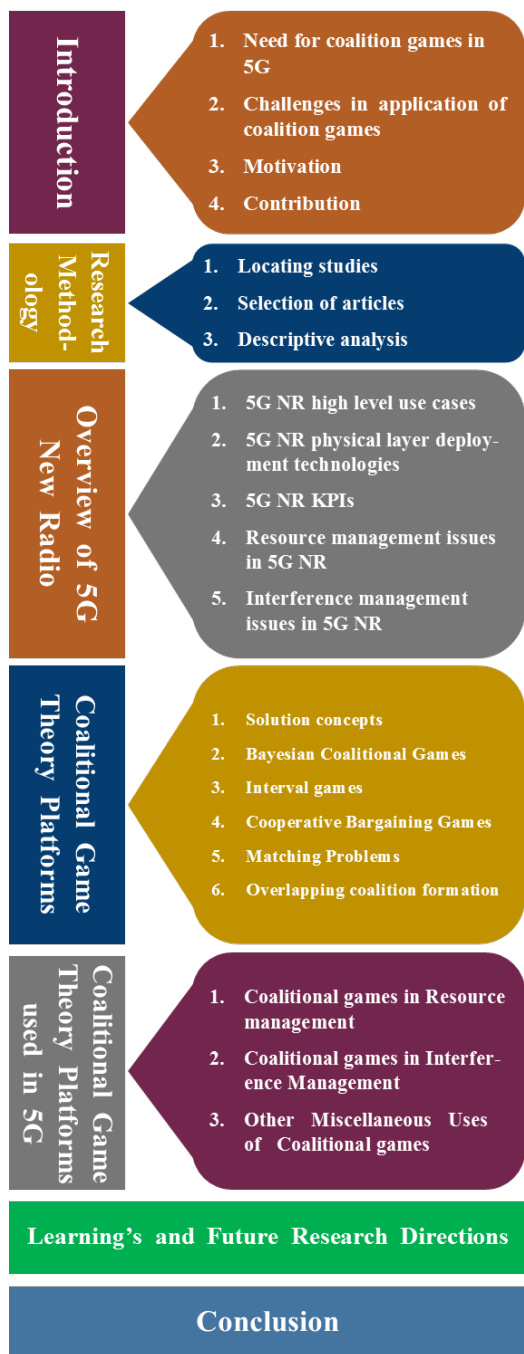 Introduction
1. Need for coalition games in
5G
2. Challenges in application of
coalition games
3. Motivation
4. Contribution
Research
Method-
ology
1. Locating studies
2. Selection of articles
3. Descriptive analysis
Overview of 5G
New Radio
1. 5G NR high level use cases
2. 5G NR physical layer deploy-
ment technologies
3. 5G NR KPIs
4. Resource management issues
in 5G NR
5. Interference management
issues in 5G NR
Coalitional Game
Theory Platforms
1. Solution concepts
2. Bayesian Coalitional Games
3. Interval games
4. Cooperative Bargaining Games
5. Matching Problems
6. Overlapping coalition formation
Coalitional Game
Theory Platforms
used in 5G
1. Coalitional games in Resource
management
2. Coalitional games in Interfer-
ence Management
3. Other Miscellaneous Uses
of Coalitional games
Learning's and Future Research Directions
Conclusion